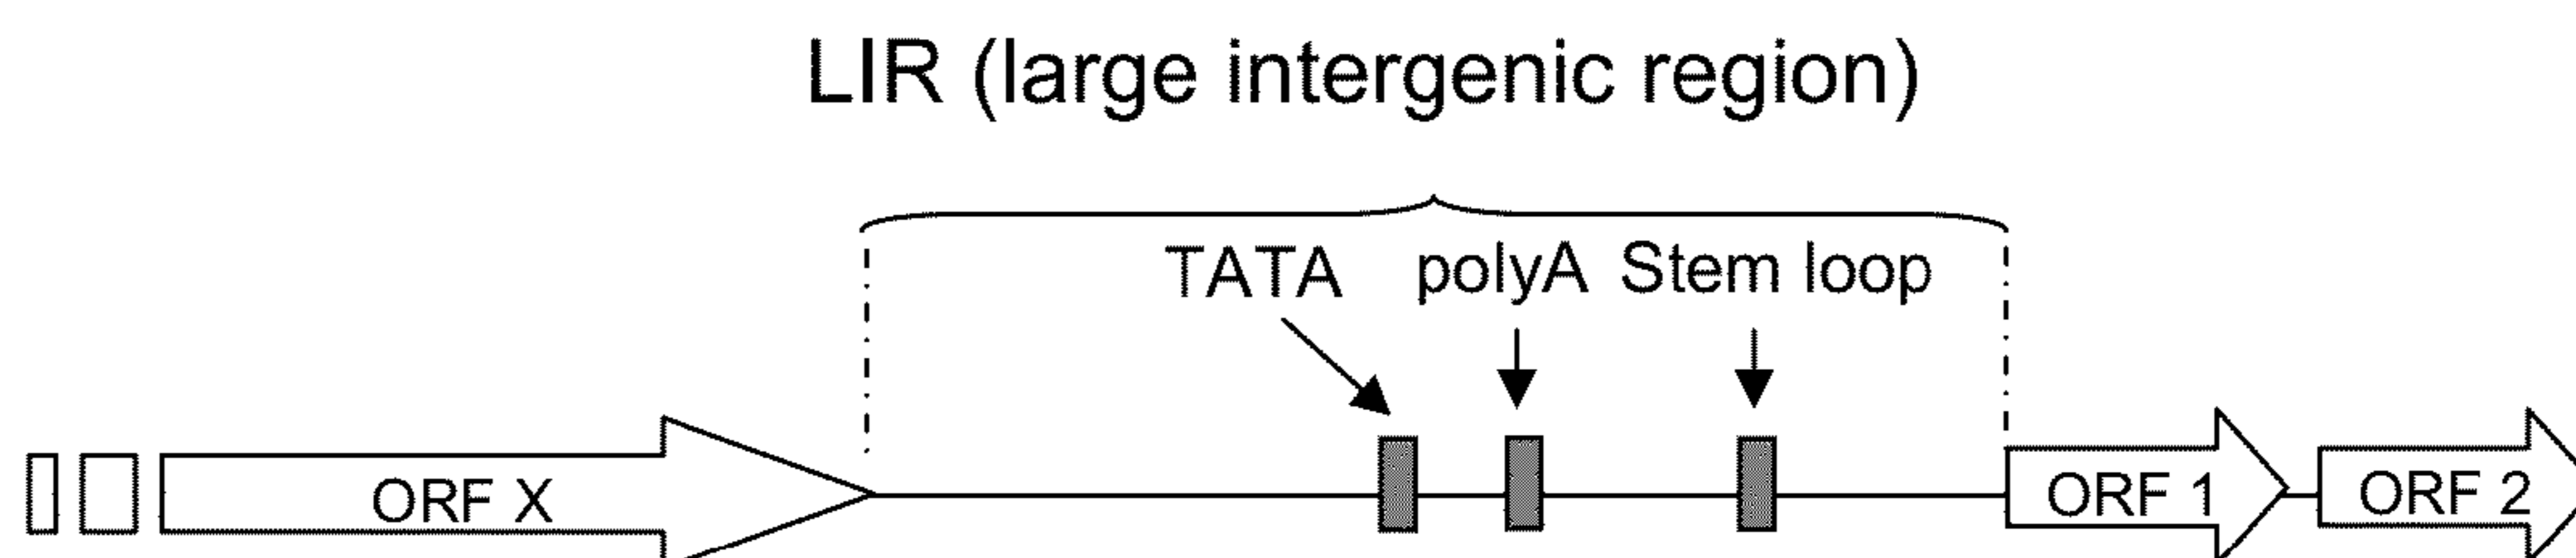 LIR (large intergenic region)
TATA polyA Stem loop
ORF X ORF 1 ORF 2